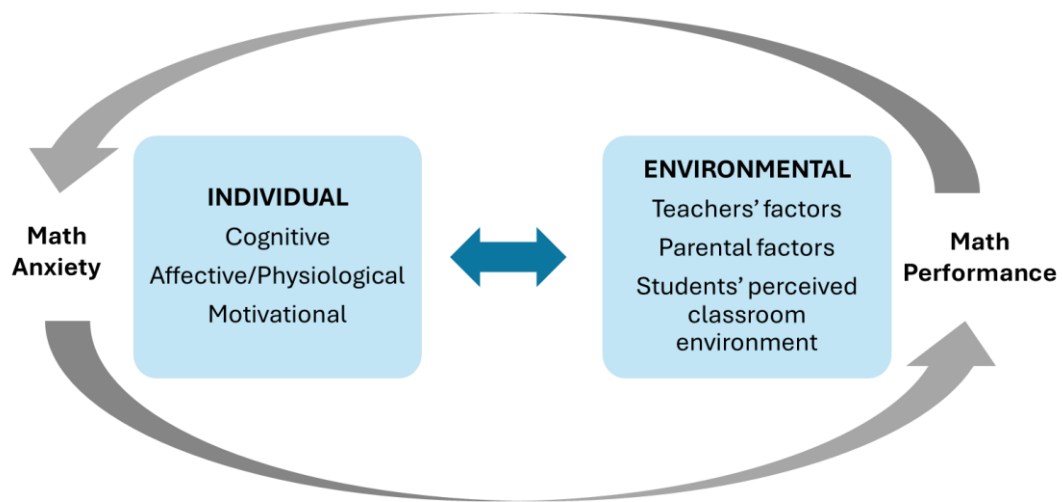 Math
Anxiety
INDIVIDUAL
Cognitive
Affective/Physiological
Motivational
ENVIRONMENTAL
Teachers’ factors
Parental factors
Students’ perceived
classroom
environment
Math
Performance